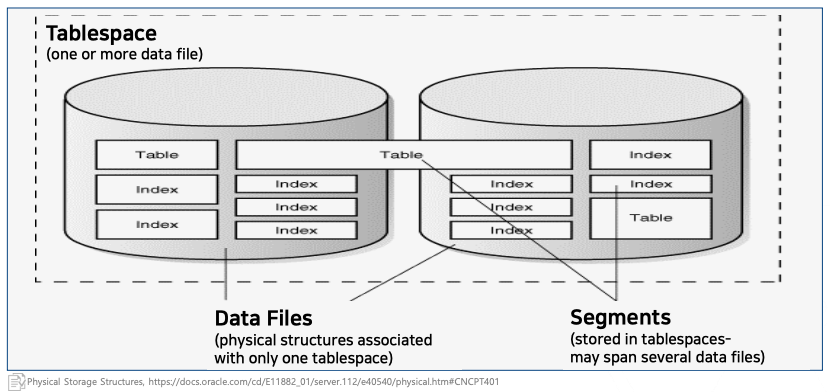 Tablespace
(one or more data file)
Table
Table
Index
Index
Index
Index
Index
Index
Index
Index
Table
Index
Index
Index
Data Files
(physical structures associated
with only one tablespace)
Segments
(stored in tablespaces-
may span several data files)
Physical Storage Structures, https://docs.oracle.com/cd/E11882_01/server.112/e40540/physical.htm#CNCPT401